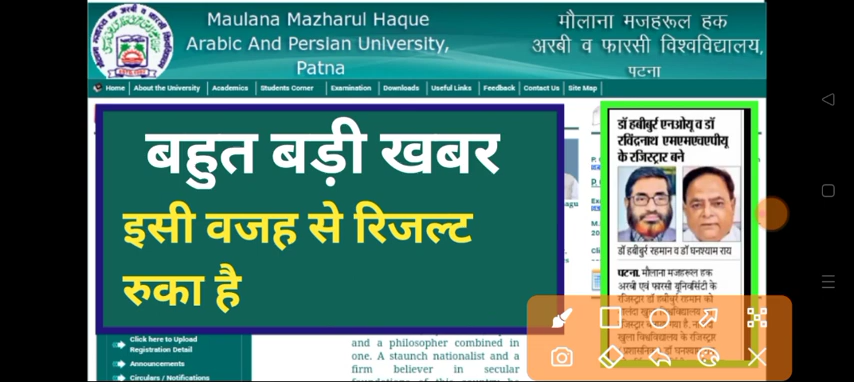 Maulana Mazharul Haque
Arabic And Persian University,
Patna
मौलाना मजहरूल हक
अरबी व फारसी विश्वविद्यालय,
पटना
Home About the University Academics Students Corner Examination Downloads Useful Links Feedback Contact Us Site Map
बहुत बड़ी खबर
इसी वजह से रिजल्ट
रुका है
डॉ हबीबुर्र एनओयू व डॉ
रविंद्रनाथ एमएमएचएपीयू
के रजिस्ट्रार बने
डॉ हबीबुर्र रहमान व डॉ घनश्याम राय
पटना. मौलाना मजहरूल हक
अरबी एवं फारसी यूनिवर्सिटी के
रजिस्ट्रार डॉ हबीबुर्र रहमान को
Click here to Upload
Registration Detail
Announcements
Circulars / Notifications
and a philosopher combined in
one. A staunch nationalist and a
firm believer in secular